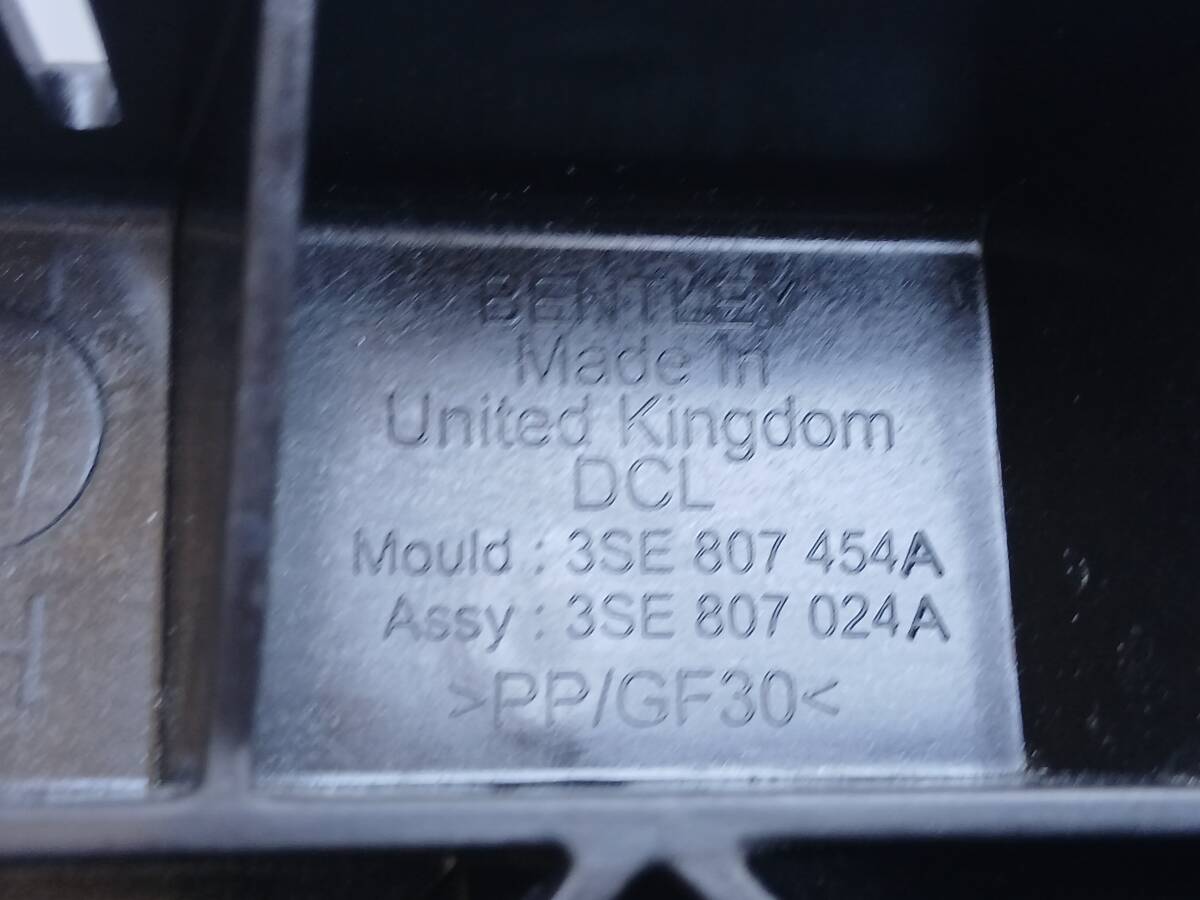 BENTLEY
Made In
United Kingdom
DCL
Mould : 3SE 807 454A
Assy : 3SE 807 024A
>PP/GF30<